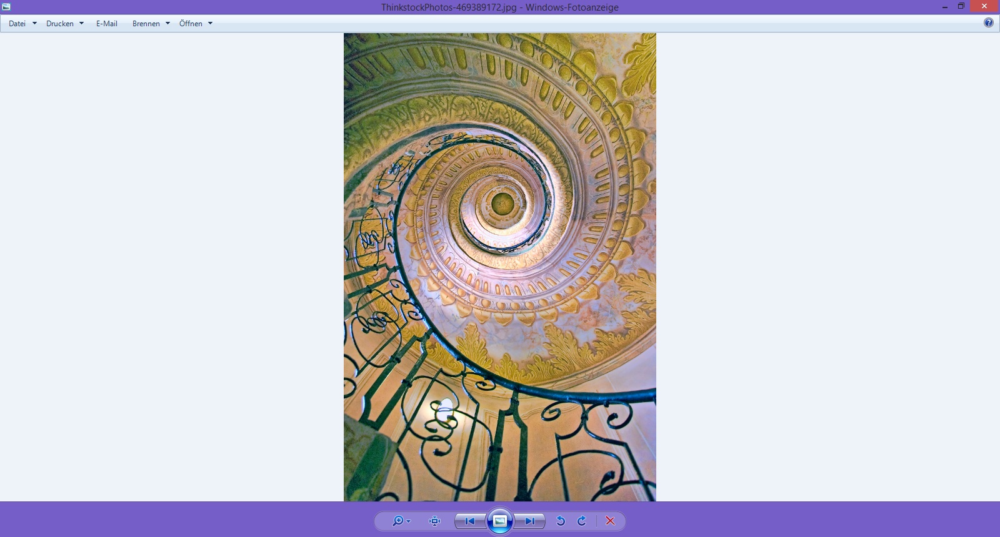 ThinkstockPhotos-469389172.jpg - Windows-Fotoanzeige
Datei Drucken E-Mail Brennen Öffnen ?